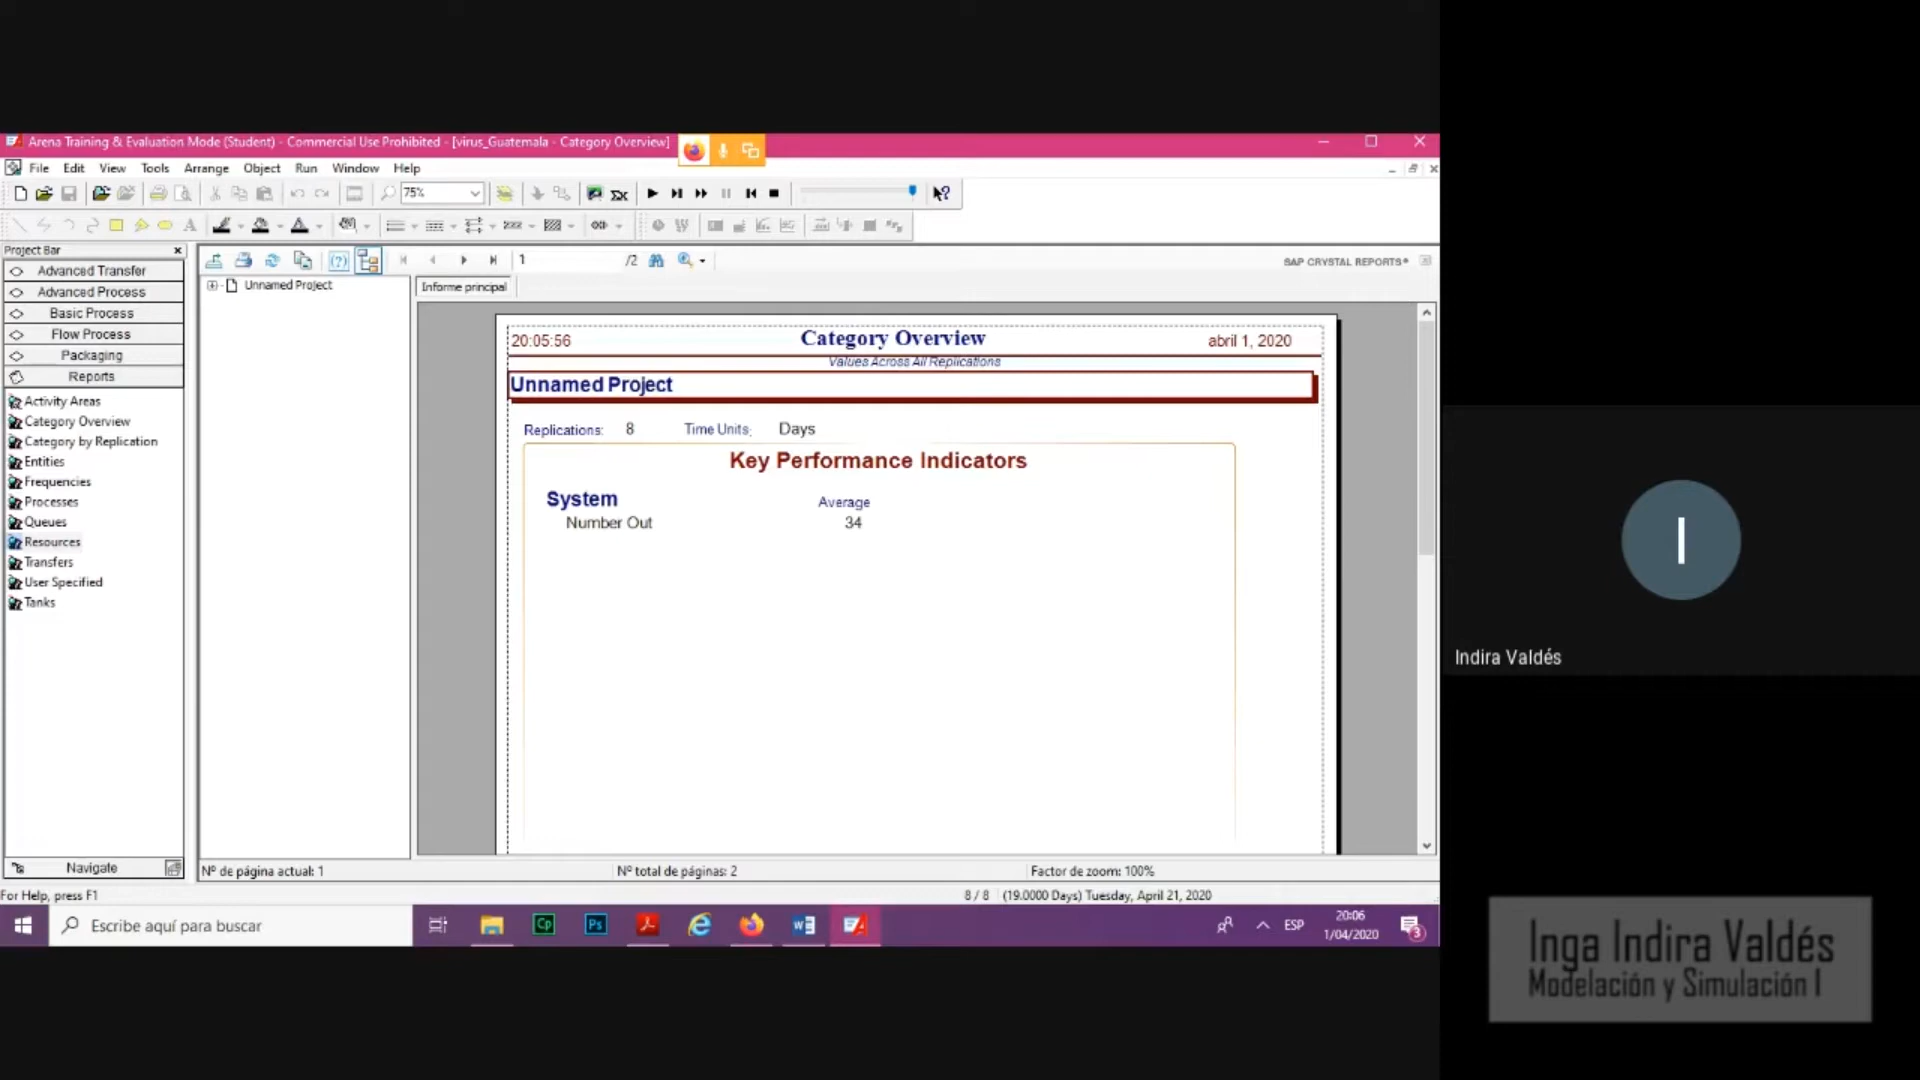 Arena Training & Evaluation Mode (Student) - Commercial Use Prohibited - [virus_Guatemala - Category Overview]
File Edit View Tools Arrange Object Run Window Help
75%
Project Bar
Advanced Transfer
Advanced Process
Basic Process
Flow Process
Packaging
Reports
Activity Areas
Category Overview
Category by Replication
Entities
Frequencies
Processes
Queues
Resources
Transfers
User Specified
Tanks
Navigate
1 /2
SAP CRYSTAL REPORTS®
Unnamed Project
Informe principal
20:05:56 Category Overview abril 1, 2020
Values Across All Replications
Unnamed Project
Replications: 8 Time Units: Days
Key Performance Indicators
System Average
Number Out 34
Nº de página actual: 1 Nº total de páginas: 2 Factor de zoom: 100%
For Help, press F1 8 / 8 (19.0000 Days) Tuesday, April 21, 2020
Escribe aquí para buscar
Cp Ps
ESP
20:06
1/04/2020
3
I
Indira Valdés
Inga Indira Valdés
Modelación y Simulación I